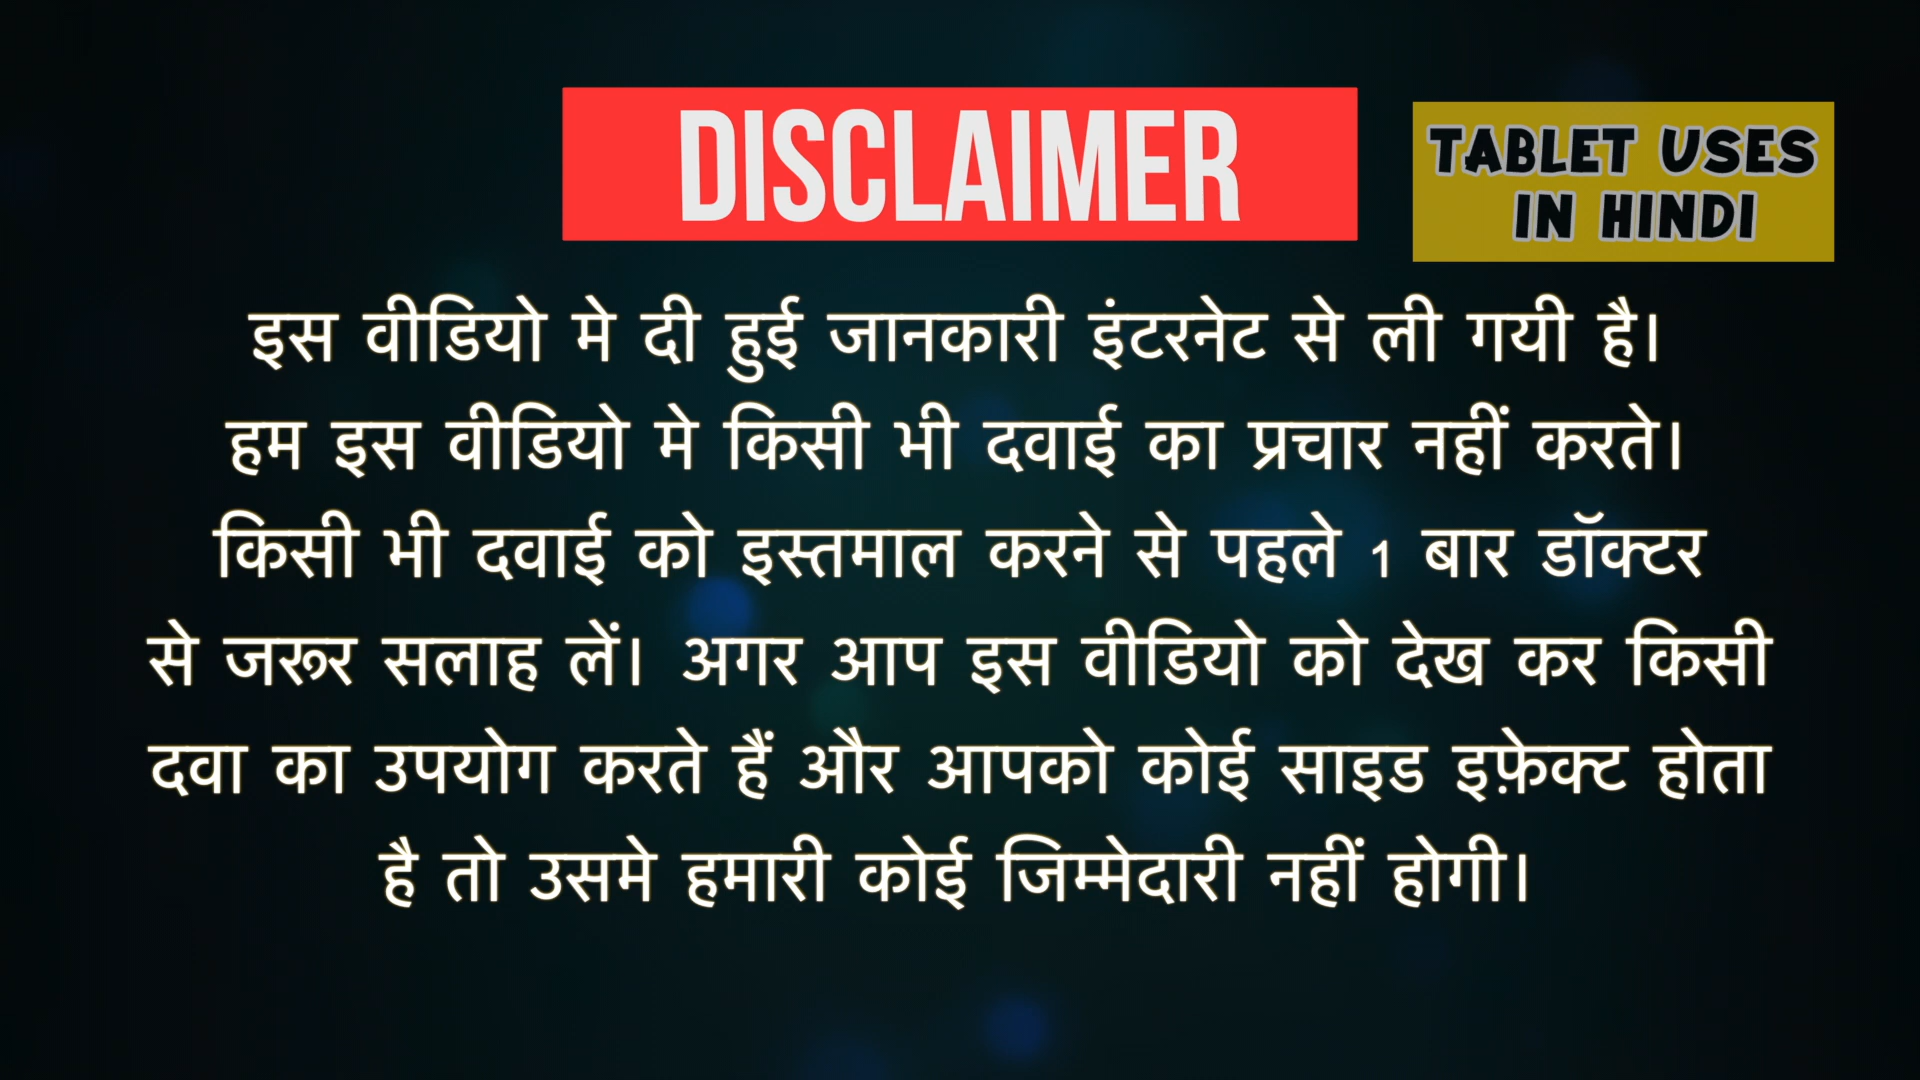 DISCLAIMER
TABLET USES
IN HINDI
इस वीडियो मे दी हुई जानकारी इंटरनेट से ली गयी है।
हम इस वीडियो मे किसी भी दवाई का प्रचार नहीं करते।
किसी भी दवाई को इस्तमाल करने से पहले 1 बार डॉक्टर
से जरूर सलाह लें। अगर आप इस वीडियो को देख कर किसी
दवा का उपयोग करते हैं और आपको कोई साइड इफ़ेक्ट होता
है तो उसमे हमारी कोई जिम्मेदारी नहीं होगी।